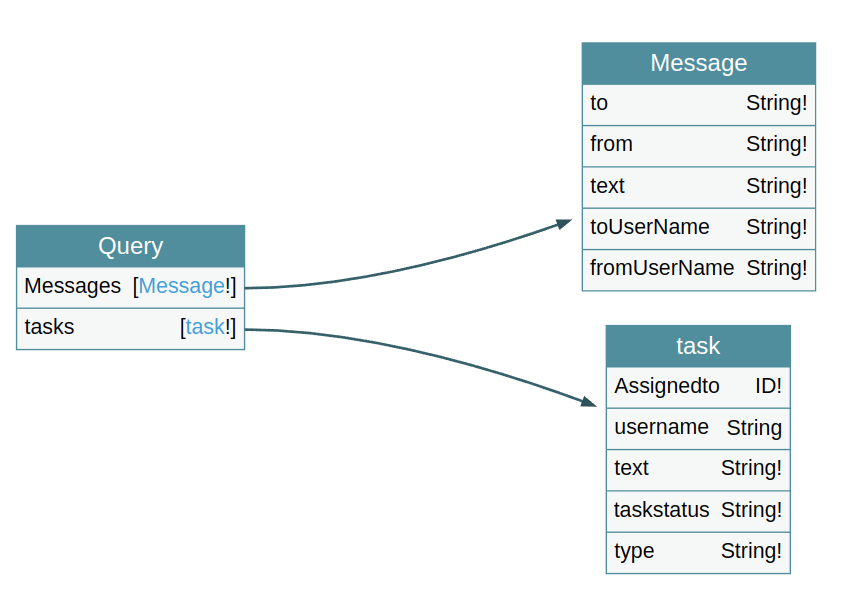 Query
Messages [Message!]
tasks [task!]
Message
to String!
from String!
text String!
toUserName String!
fromUserName String!
task
Assignedto ID!
username String
text String!
taskstatus String!
type String!